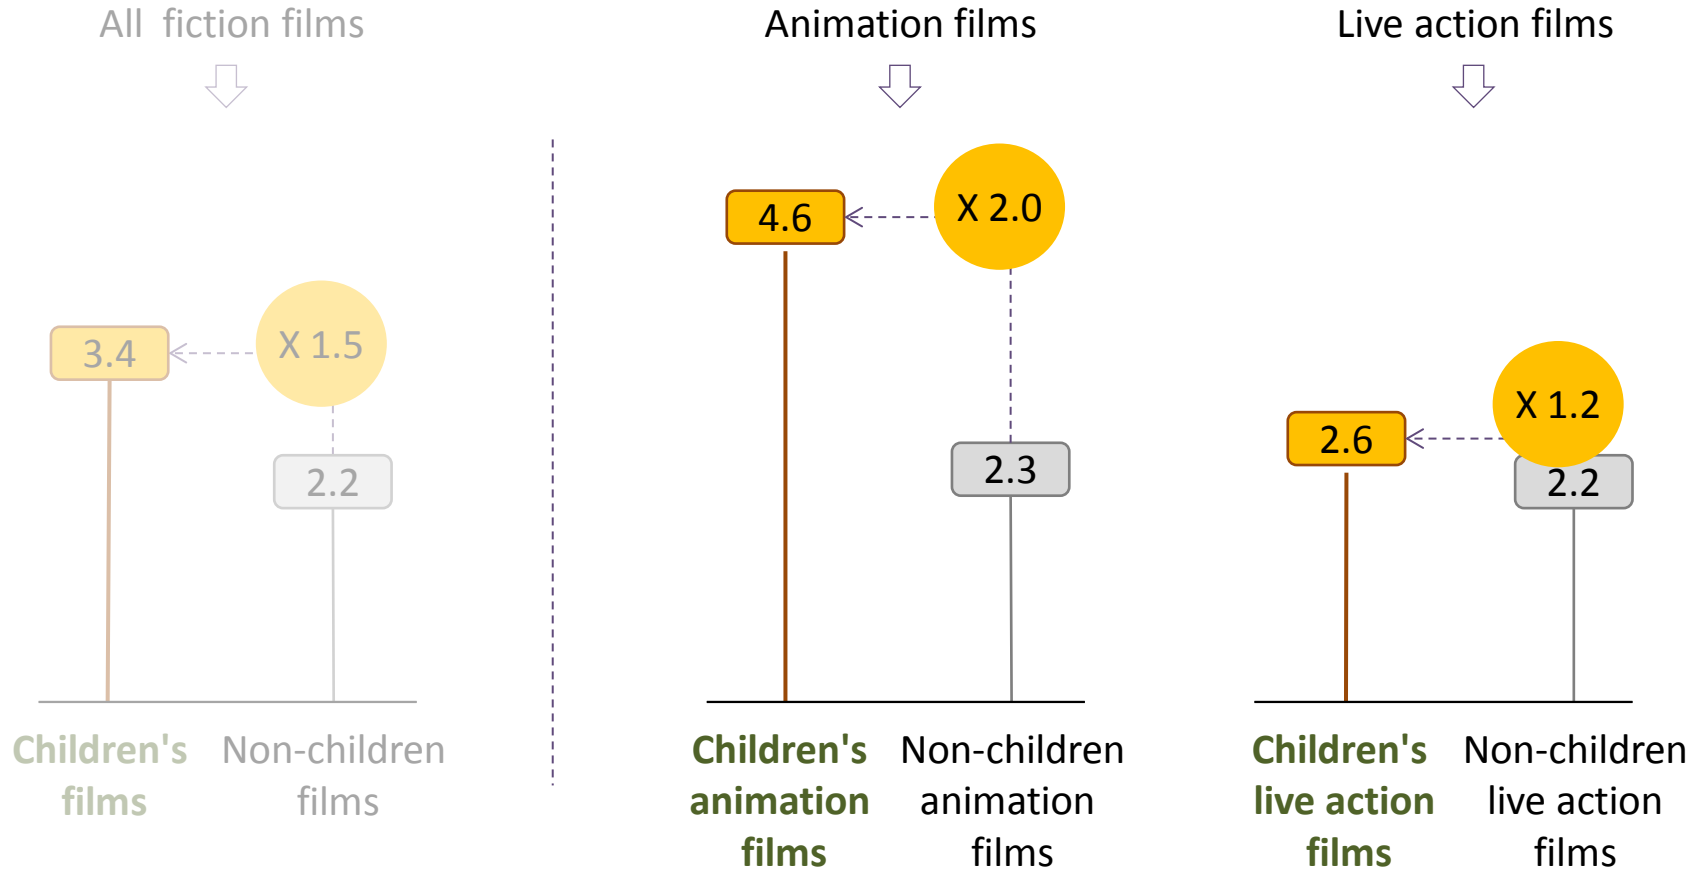 All fiction films
Animation films
Live action films
3.4
X 1.5
2.2
4.6
X 2.0
2.3
2.6
X 1.2
2.2
Children's
films
Non-children
films
Children's
animation
films
Non-children
animation
films
Children's
live action
films
Non-children
live action
films